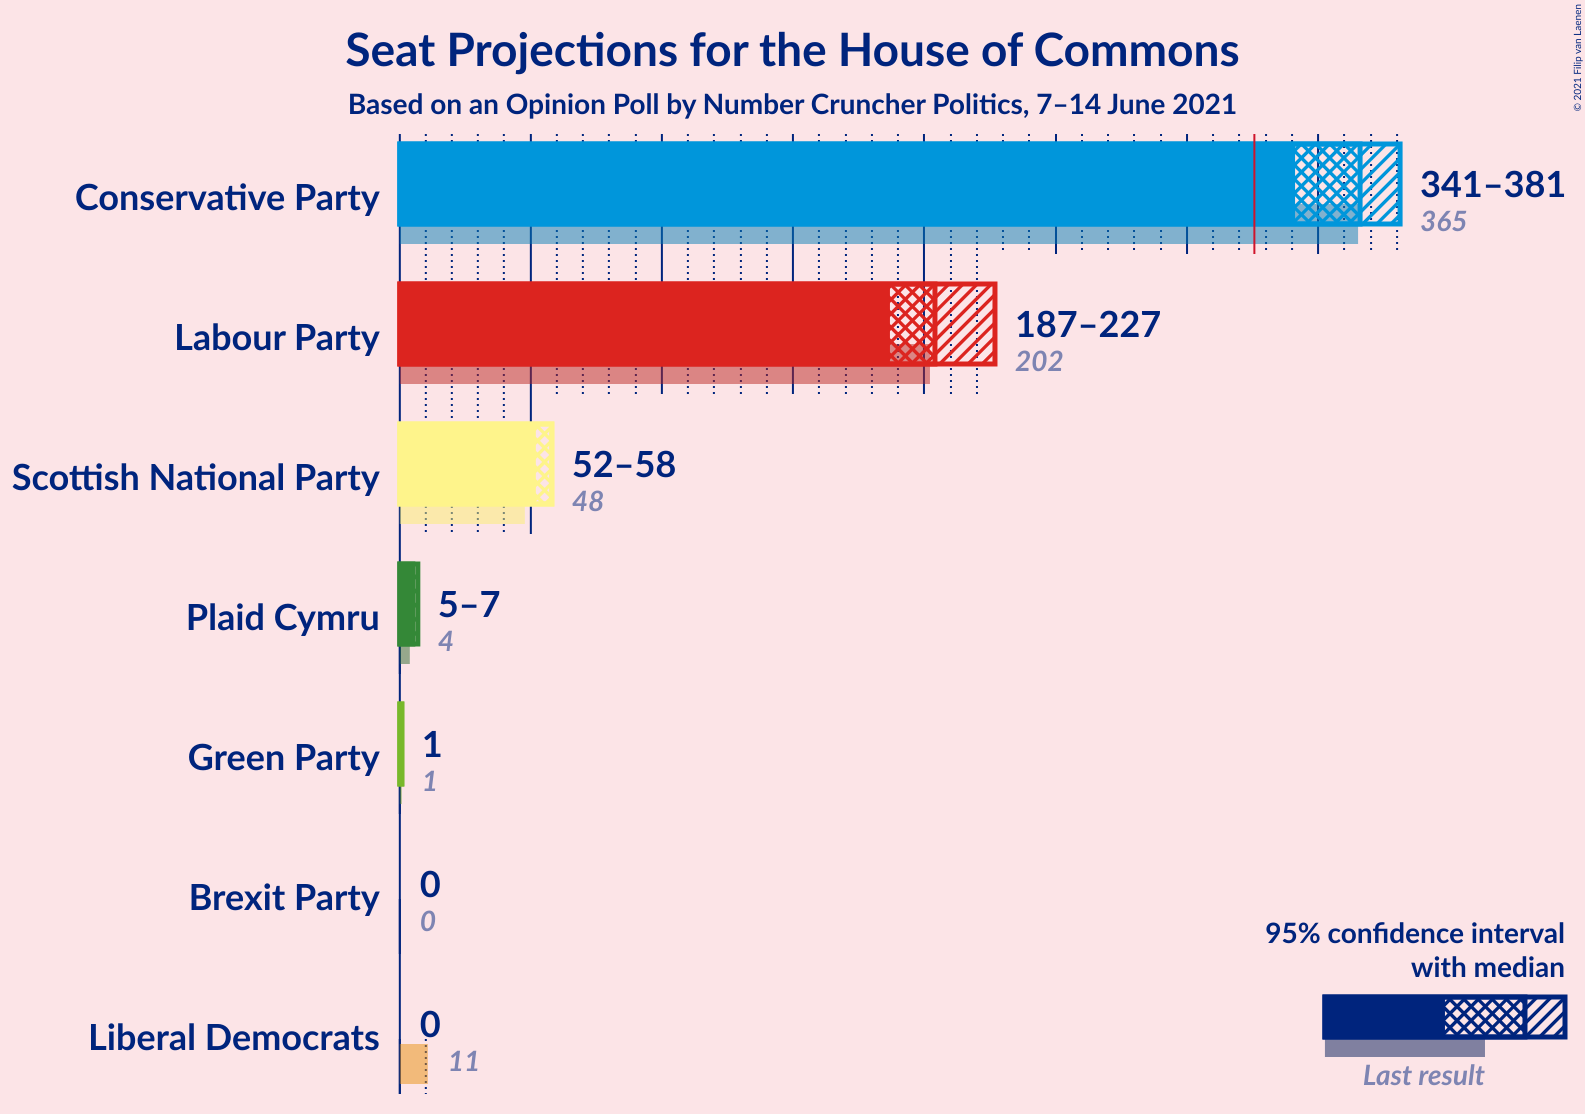 Seat Projections for the House of Commons
Based on an Opinion Poll by Number Cruncher Politics, 7–14 June 2021
© 2021 Filip van Laenen
Conservative Party
341–381
365
Labour Party
187–227
202
Scottish National Party
52–58
48
Plaid Cymru
5–7
4
Green Party
1
1
Brexit Party
0
0
Liberal Democrats
0
11
95% confidence interval
with median
Last result